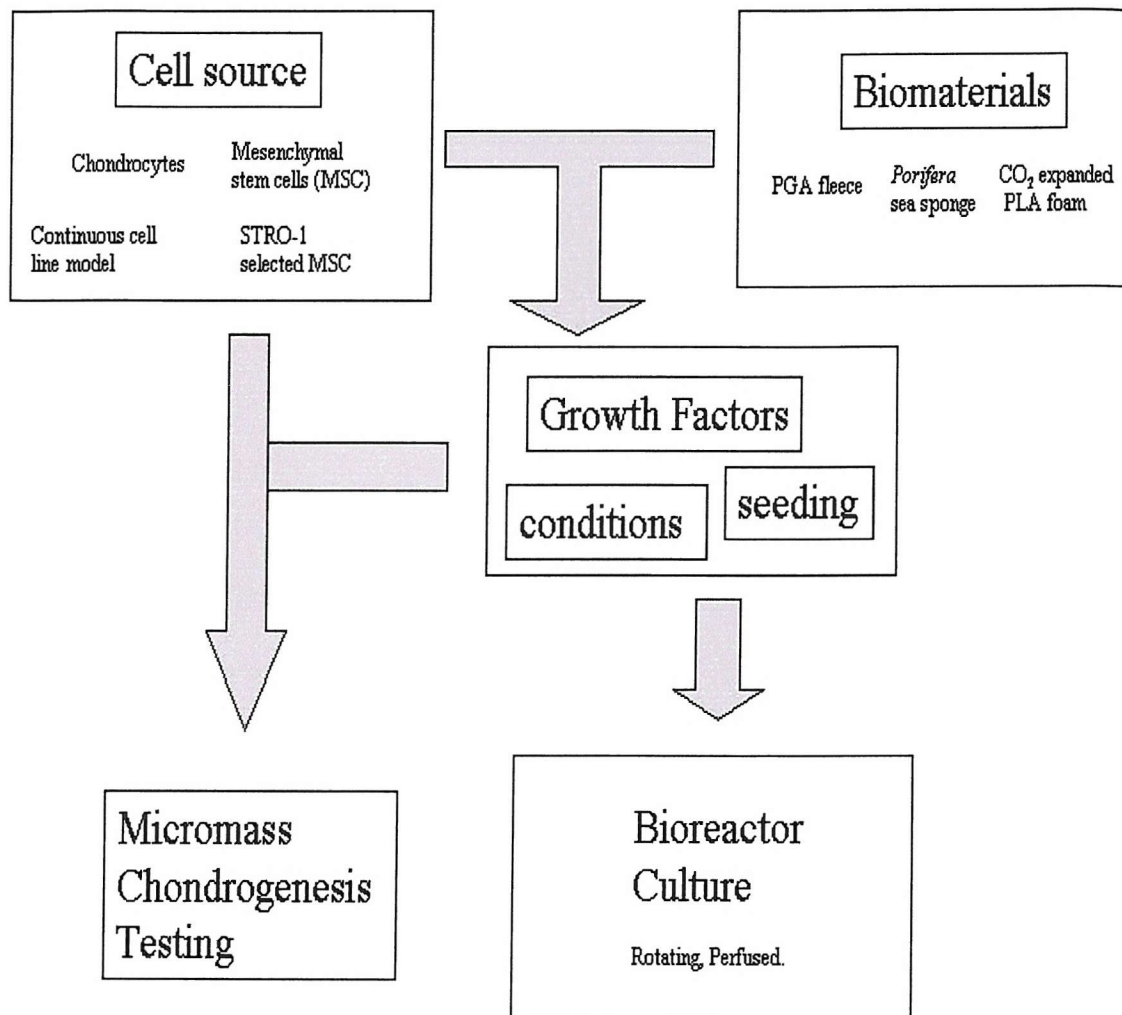 Cell source
Chondrocytes
Mesenchymal
stem cells (MSC)
Continuous cell
line model
STRO-1
selected MSC
Biomaterials
PGA fleece
Porifera
sea sponge
CO₂ expanded
PLA foam
Growth Factors
conditions
seeding
Micromass
Chondrogenesis
Testing
Bioreactor
Culture
Rotating, Perfused.